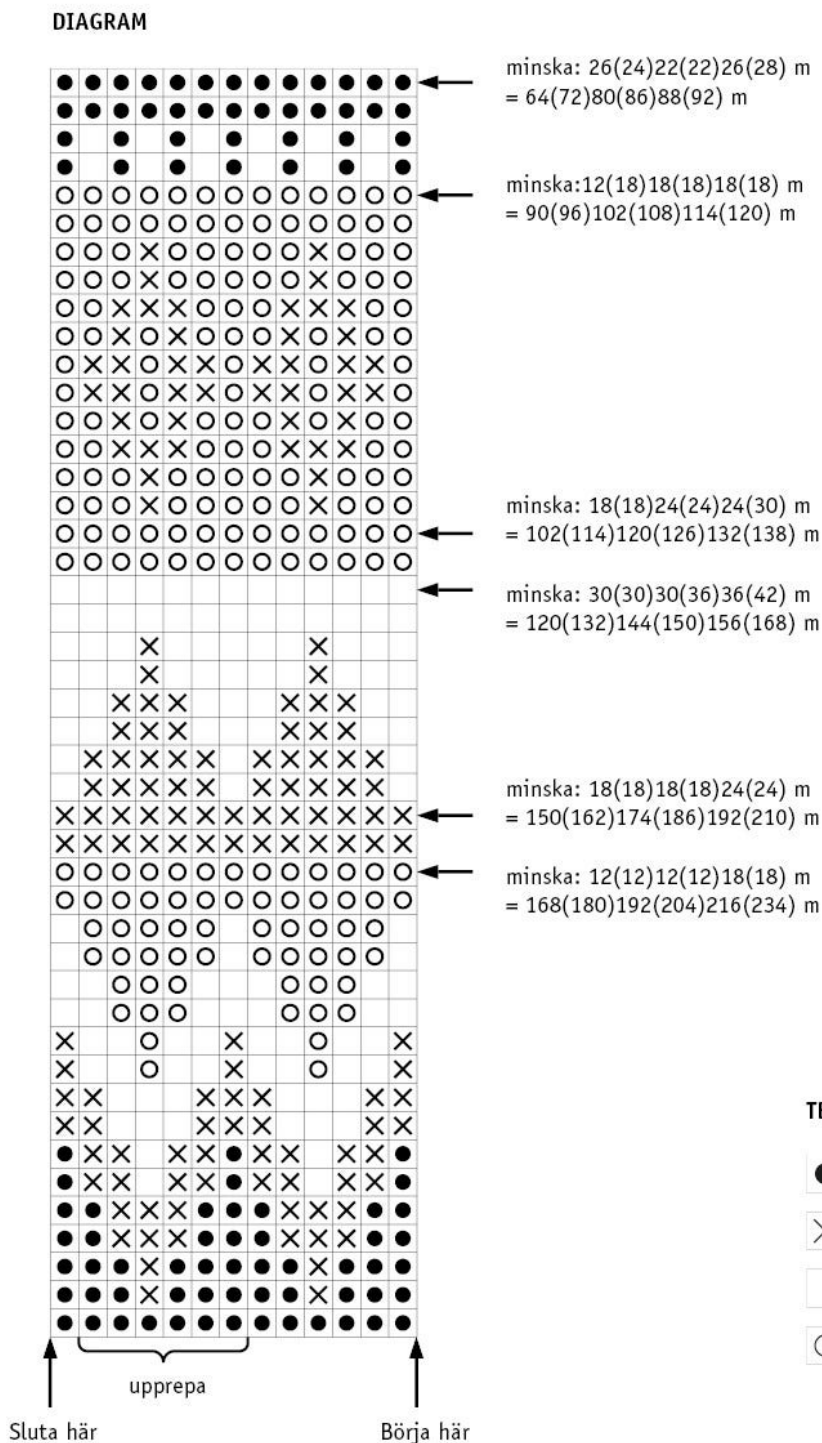 DIAGRAM
minska: 26(24)22(22)26(28) m
= 64(72)80(86)88(92) m
minska:12(18)18(18)18(18) m
= 90(96)102(108)114(120) m
minska: 18(18)24(24)24(30) m
= 102(114)120(126)132(138) m
minska: 30(30)30(36)36(42) m
= 120(132)144(150)156(168) m
minska: 18(18)18(18)24(24) m
= 150(162)174(186)192(210) m
minska: 12(12)12(12)18(18) m
= 168(180)192(204)216(234) m
upprepa
Sluta här
Börja här